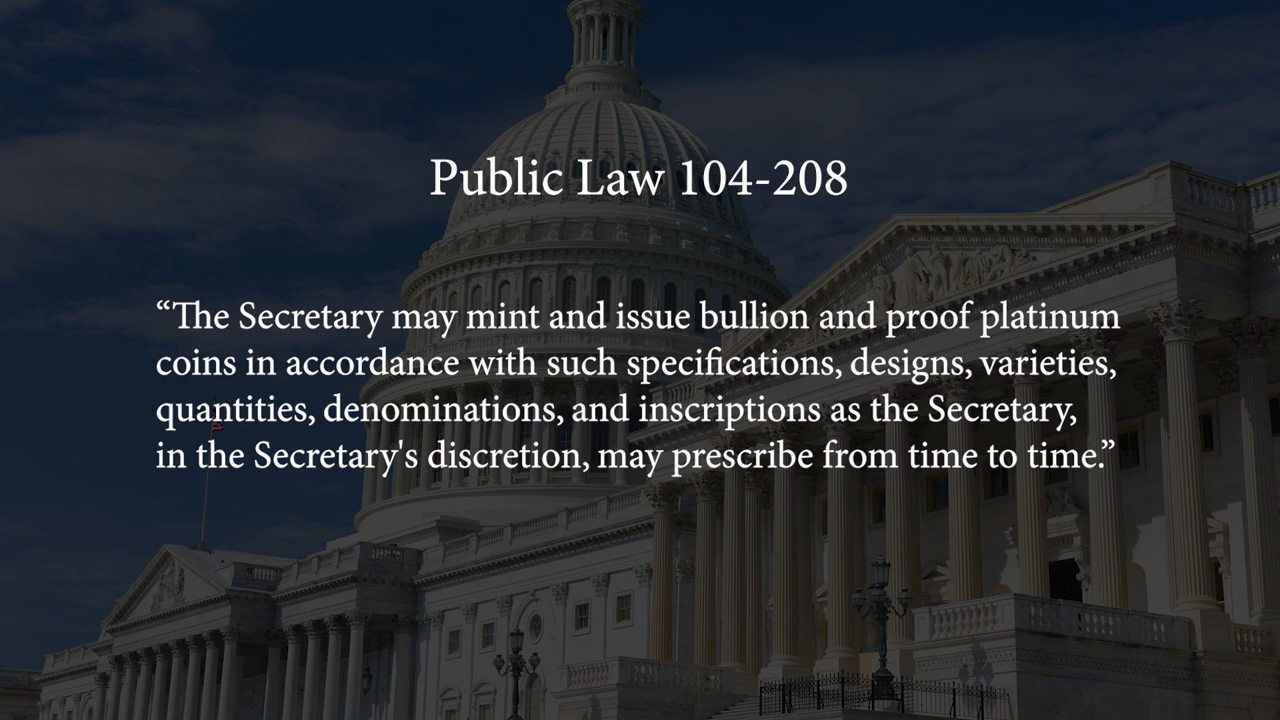 Public Law 104-208
“The Secretary may mint and issue bullion and proof platinum
coins in accordance with such specifications, designs, varieties,
quantities, denominations, and inscriptions as the Secretary,
in the Secretary's discretion, may prescribe from time to time.”